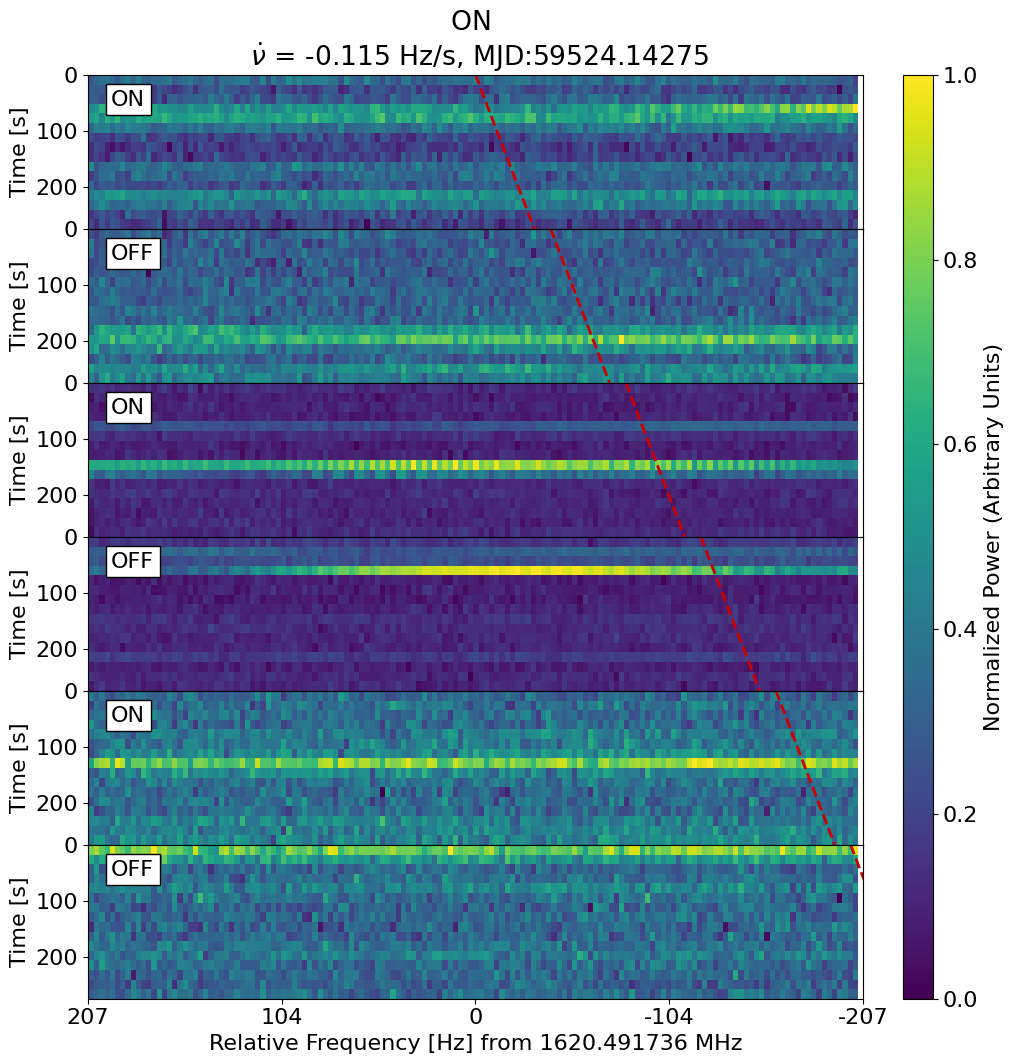 ON
ν̇ = -0.115 Hz/s, MJD:59524.14275
0
ON
100
200
Time [s]
0
OFF
100
200
Time [s]
0
ON
100
200
Time [s]
0
OFF
100
200
Time [s]
0
ON
100
200
Time [s]
0
OFF
100
200
Time [s]
207 104 0 -104 -207
Relative Frequency [Hz] from 1620.491736 MHz
1.0
0.8
0.6
0.4
0.2
0.0
Normalized Power (Arbitrary Units)